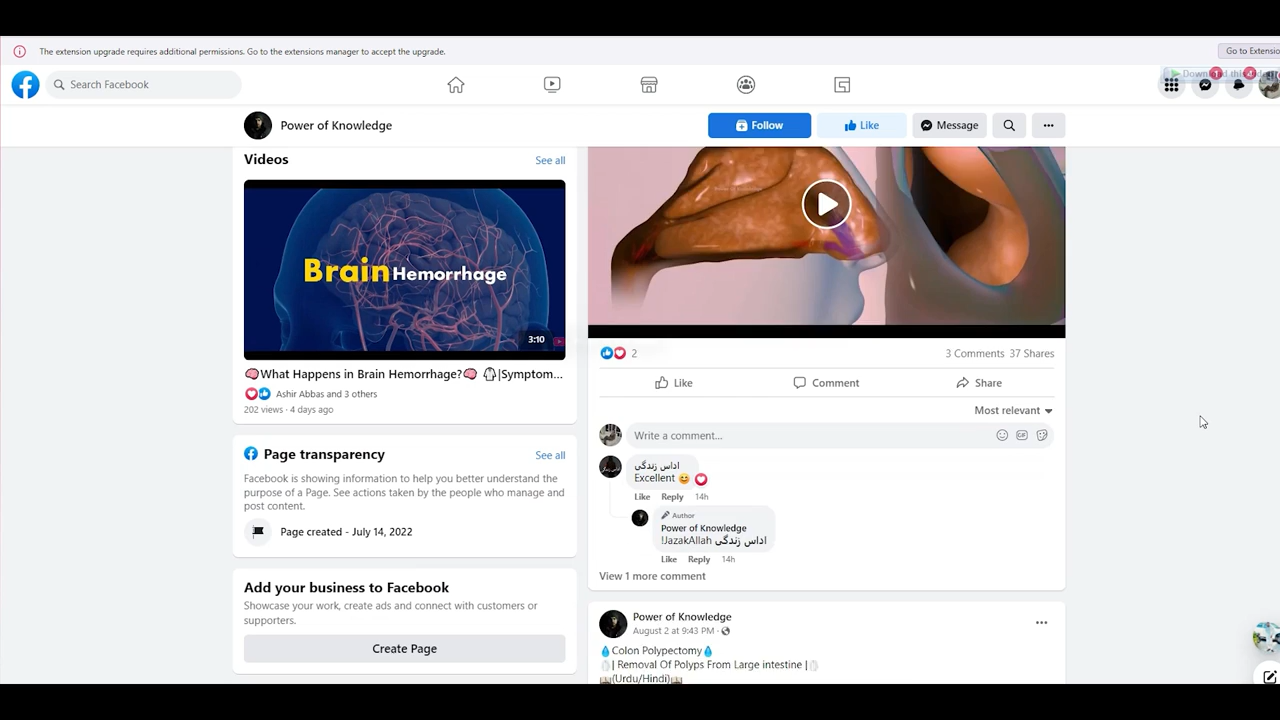 The extension upgrade requires additional permissions. Go to the extensions manager to accept the upgrade.
Go to Extensio
Search Facebook
Power of Knowledge
Follow
Like
Message
Videos
See all
Brain Hemorrhage
3:10
🧠What Happens in Brain Hemorrhage?🧠 |Symptom...
Ashir Abbas and 3 others
202 views · 4 days ago
Page transparency
See all
Facebook is showing information to help you better understand the
purpose of a Page. See actions taken by the people who manage and
post content.
Page created - July 14, 2022
Add your business to Facebook
Showcase your work, create ads and connect with customers or
supporters.
Create Page
2
3 Comments 37 Shares
Like
Comment
Share
Most relevant
Write a comment...
GIF
اداس زندگی
Excellent 😊
Like Reply 14h
Author
Power of Knowledge
!JazakAllah اداس زندگی
Like Reply 14h
View 1 more comment
Power of Knowledge
August 2 at 9:43 PM ·
💧Colon Polypectomy💧
| Removal Of Polyps From Large intestine |
(Urdu/Hindi)